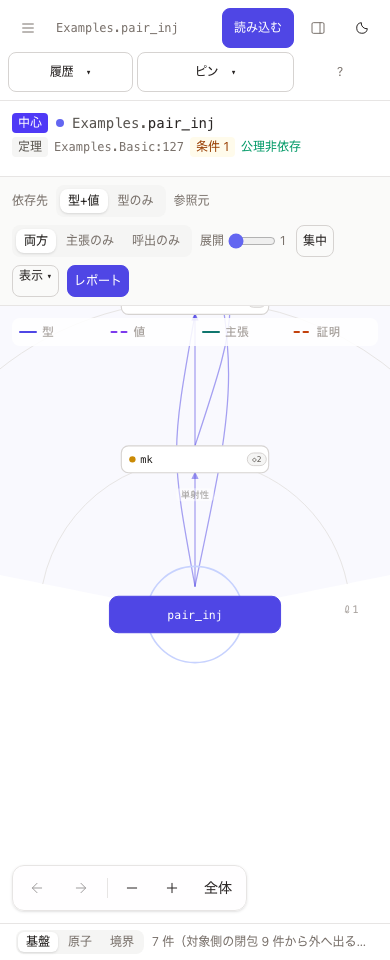 Examples.pair_inj
読み込む
履歴 ▾
ピン ▾
?
中心 Examples.pair_inj
定理 Examples.Basic:127 条件 1 公理非依存
依存先 型+値 型のみ 参照元
両方 主張のみ 呼出のみ 展開 1 集中
表示 ▾ レポート
型 値 主張 証明
mk ◇2
単射性
pair_inj
1
← → − + 全体
基盤 原子 境界 7 件（対象側の閉包 9 件から外へ出る…